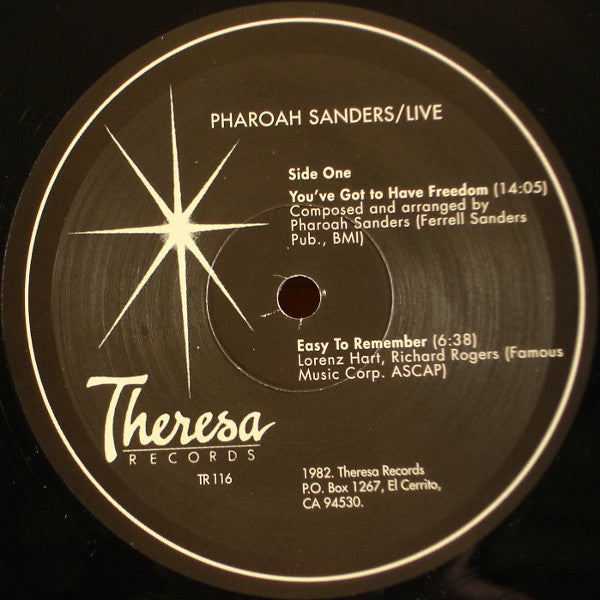 PHAROAH SANDERS/LIVE
Side One
You've Got to Have Freedom (14:05)
Composed and arranged by
Pharoah Sanders (Ferrell Sanders
Pub., BMI)
Easy To Remember (6:38)
Lorenz Hart, Richard Rogers (Famous
Music Corp. ASCAP)
Theresa
RECORDS
TR 116
1982. Theresa Records
P.O. Box 1267, El Cerrito,
CA 94530.